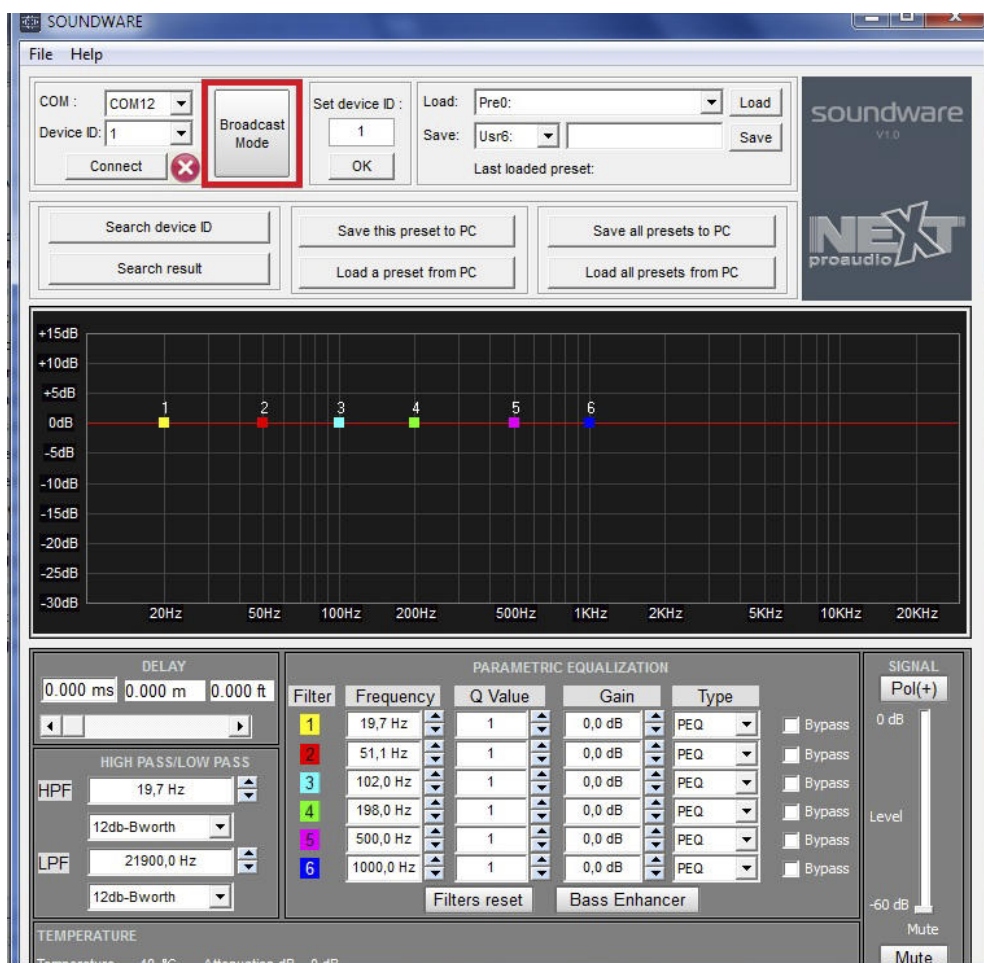 SOUNDWARE
File Help
COM : COM12
Device ID: 1
Connect
Broadcast
Mode
Set device ID :
1
OK
Load: Pre0: Load
Save: Usr6: Save
Last loaded preset:
soundware
V1.0
Search device ID
Search result
Save this preset to PC
Load a preset from PC
Save all presets to PC
Load all presets from PC
NEXT
proaudio
+15dB
+10dB
+5dB
0dB
-5dB
-10dB
-15dB
-20dB
-25dB
-30dB
1 2 3 4 5 6
20Hz 50Hz 100Hz 200Hz 500Hz 1KHz 2KHz 5KHz 10KHz 20KHz
DELAY
0.000 ms 0.000 m 0.000 ft
HIGH PASS/LOW PASS
HPF 19,7 Hz
12db-Bworth
LPF 21900,0 Hz
12db-Bworth
PARAMETRIC EQUALIZATION
Filter Frequency Q Value Gain Type
1 19,7 Hz 1 0,0 dB PEQ Bypass
2 51,1 Hz 1 0,0 dB PEQ Bypass
3 102,0 Hz 1 0,0 dB PEQ Bypass
4 198,0 Hz 1 0,0 dB PEQ Bypass
5 500,0 Hz 1 0,0 dB PEQ Bypass
6 1000,0 Hz 1 0,0 dB PEQ Bypass
Filters reset Bass Enhancer
SIGNAL
Pol(+)
0 dB
Level
-60 dB
Mute
Mute
TEMPERATURE